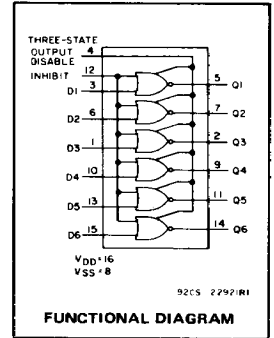 THREE-STATE
OUTPUT 4
DISABLE
INHIBIT 12
D1 3 5 Q1
D2 6 7 Q2
D3 1 2 Q3
D4 10 9 Q4
D5 13 11 Q5
D6 15 14 Q6
VDD=16
VSS=8
92CS 22921R1
FUNCTIONAL DIAGRAM